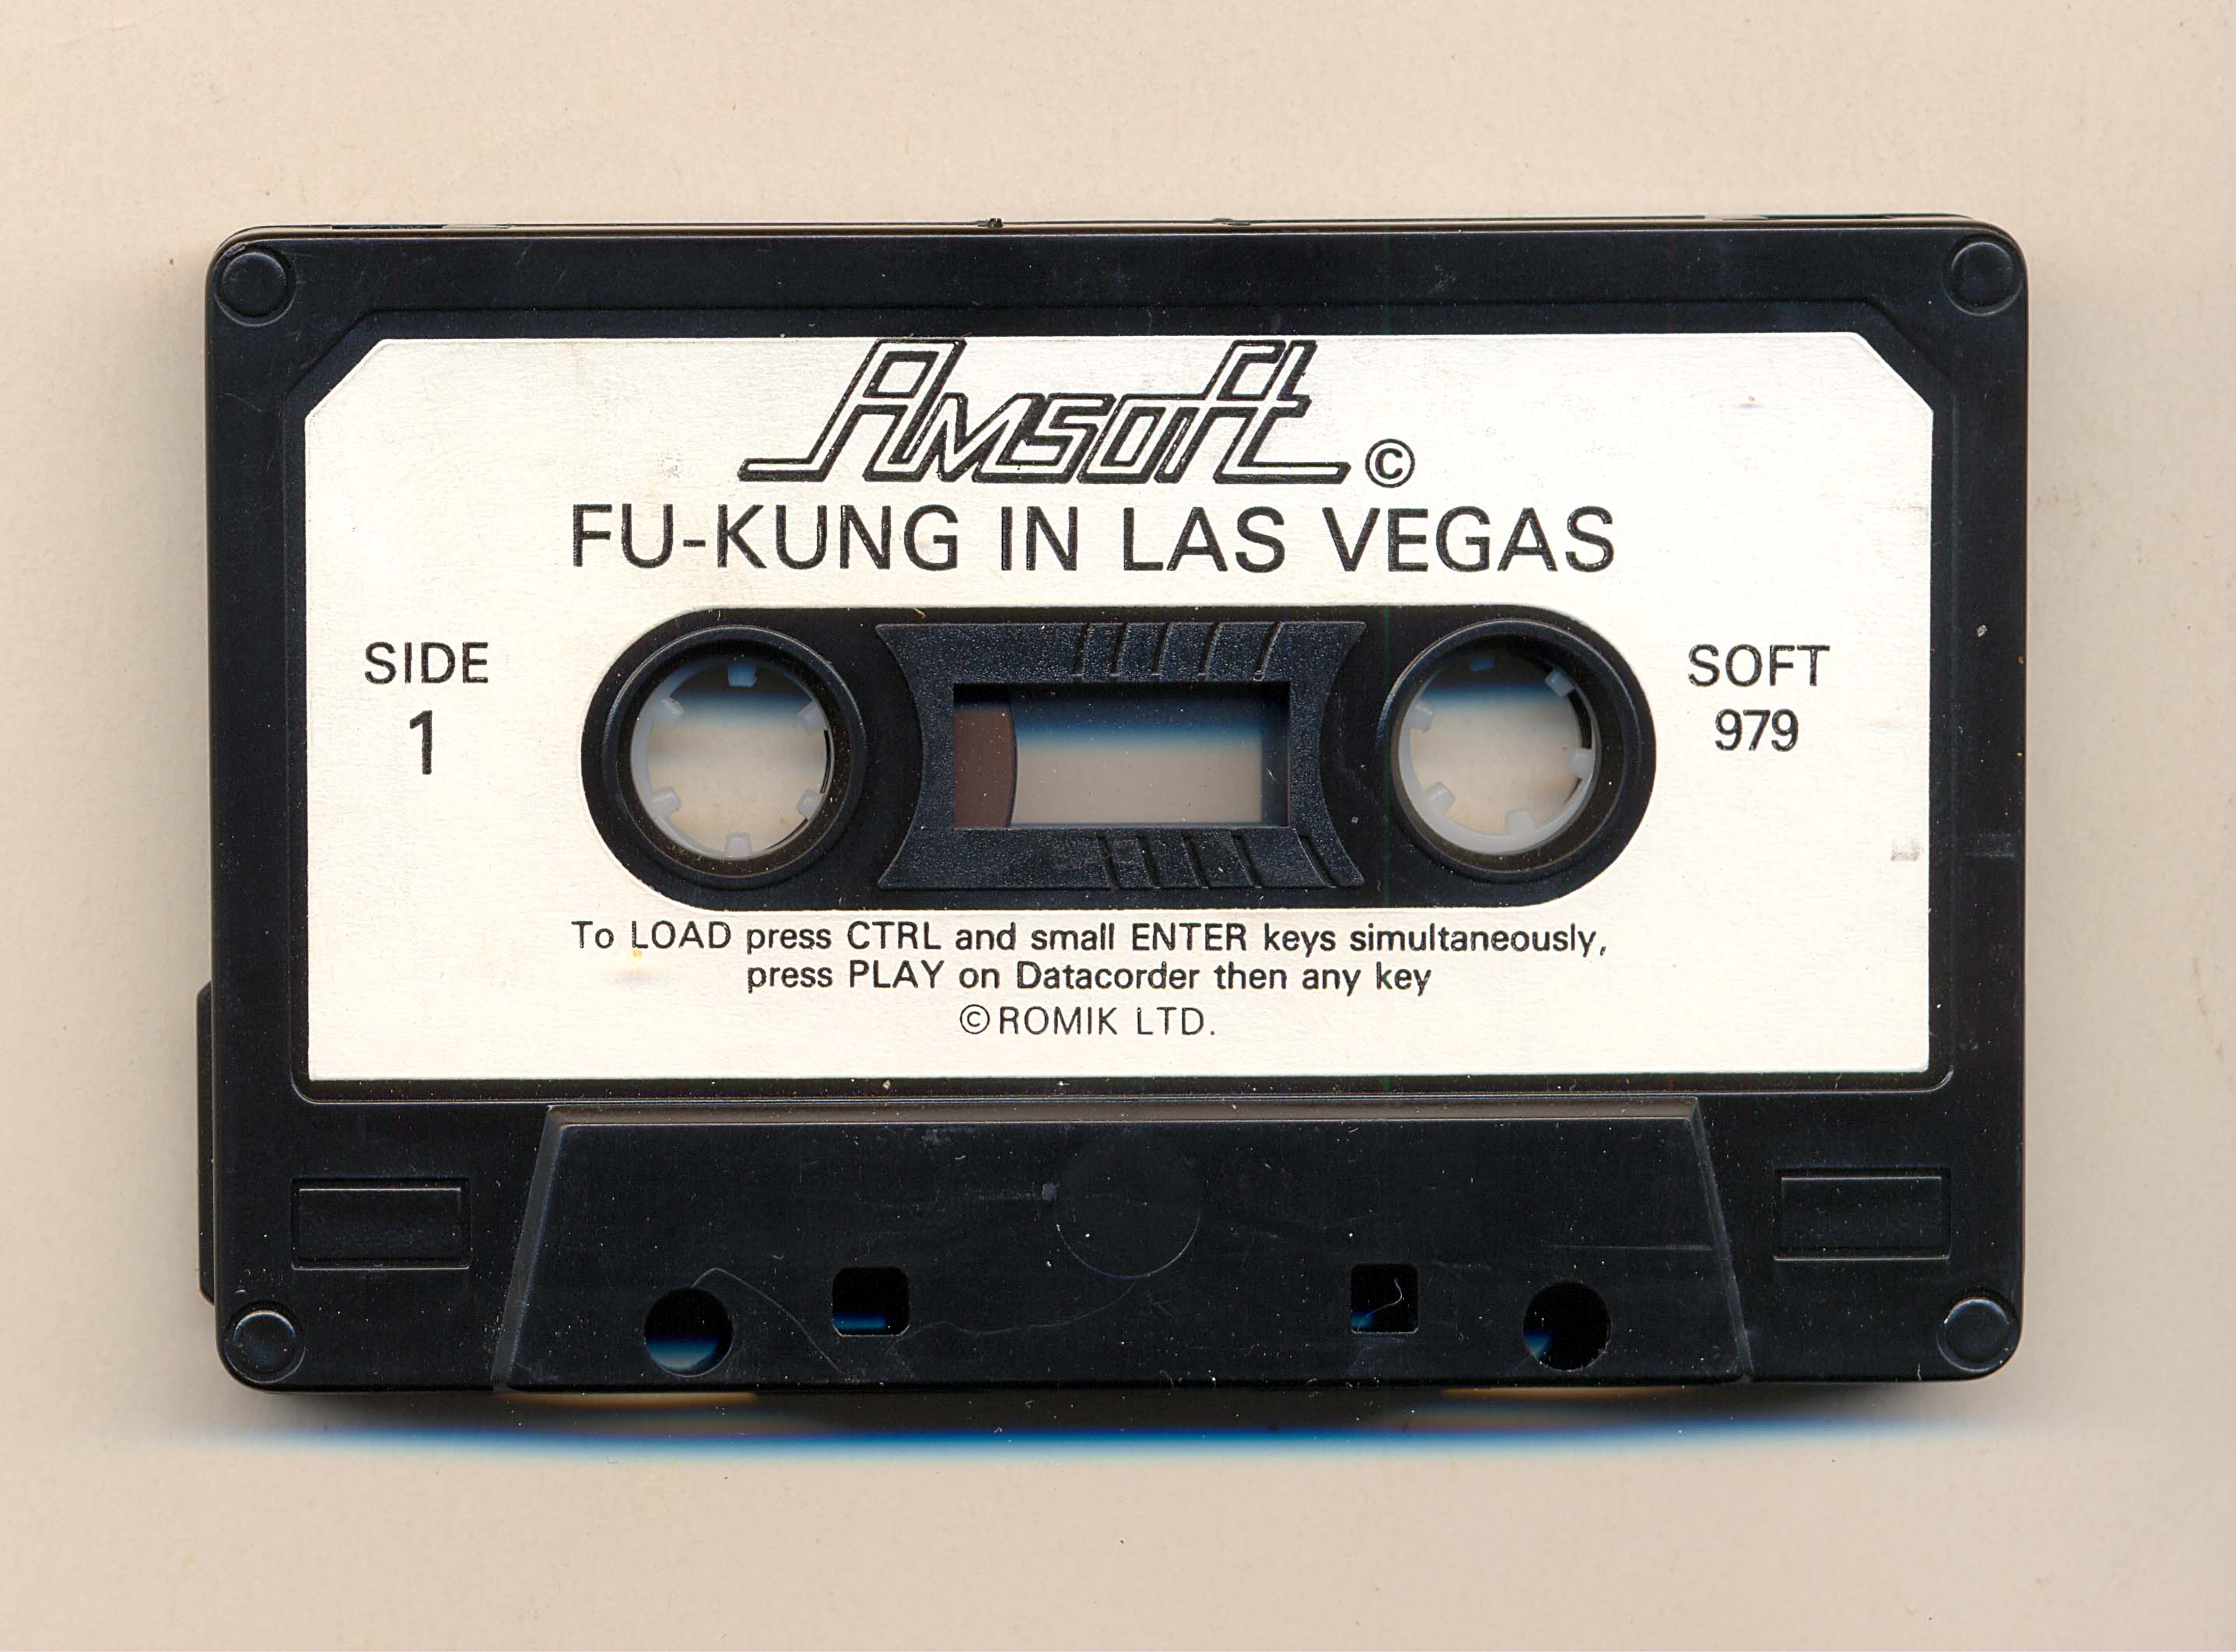 Amsoft ©
FU-KUNG IN LAS VEGAS
SIDE
1
SOFT
979
To LOAD press CTRL and small ENTER keys simultaneously,
press PLAY on Datacorder then any key
© ROMIK LTD.